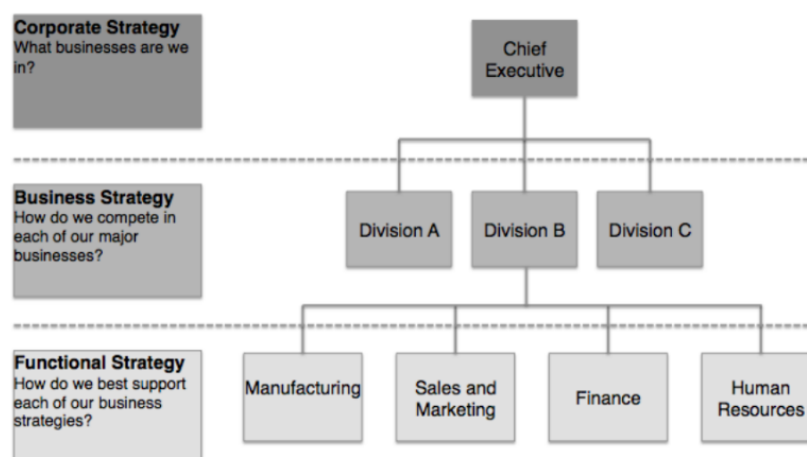 Corporate Strategy
What businesses are we
in?
Chief
Executive
Business Strategy
How do we compete in
each of our major
businesses?
Division A
Division B
Division C
Functional Strategy
How do we best support
each of our business
strategies?
Manufacturing
Sales and
Marketing
Finance
Human
Resources